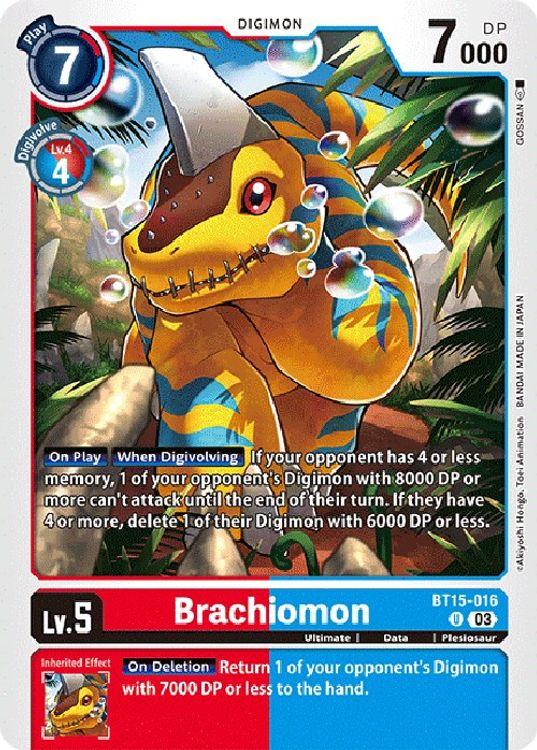 Play
7
DIGIMON
7000
DP
Digivolve
Lv.4
4
GOSSAN
©Akiyoshi Hongo, Toei Animation BANDAI MADE IN JAPAN
On Play When Digivolving If your opponent has 4 or less
memory, 1 of your opponent's Digimon with 8000 DP or
more can't attack until the end of their turn. If they have
4 or more, delete 1 of their Digimon with 6000 DP or less.
Lv.5
Brachiomon
BT15-016
U 03
Ultimate | Data | Plesiosaur
Inherited Effect
On Deletion Return 1 of your opponent's Digimon
with 7000 DP or less to the hand.